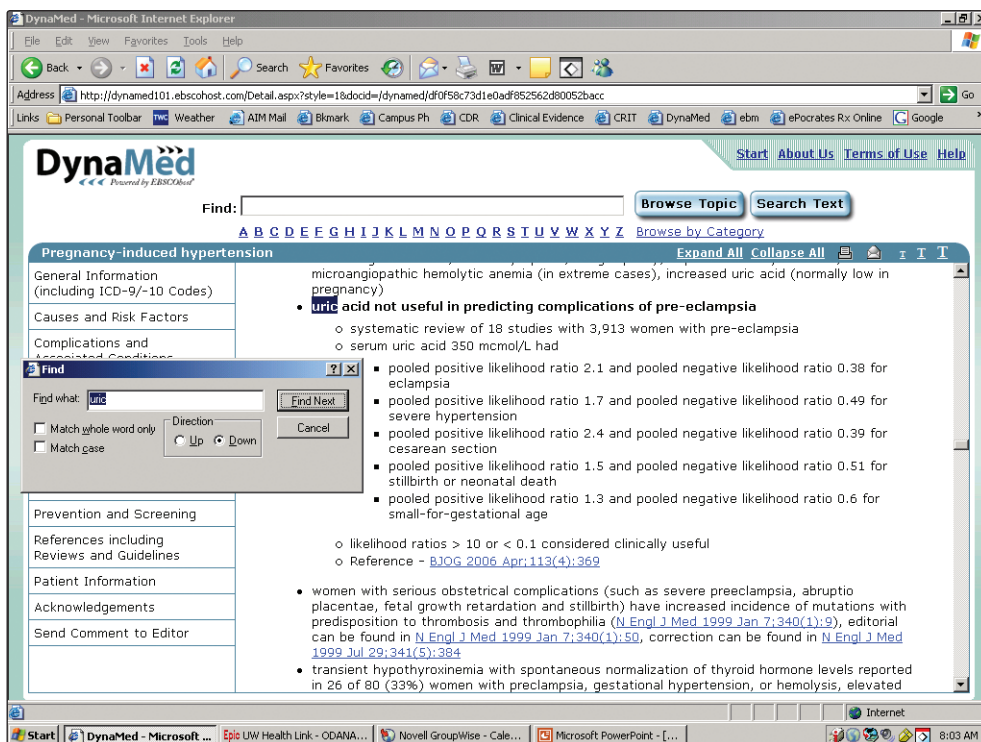 DynaMed - Microsoft Internet Explorer
File Edit View Favorites Tools Help
Back Search Favorites
Address http://dynamed101.ebscohost.com/Detail.aspx?style=1&docid=/dynamed/df0f58c73d1e0adf852562d80052bacc Go
Links Personal Toolbar TWC Weather AIM Mail Bkmark Campus Ph CDR Clinical Evidence CRIT DynaMed ebm ePocrates Rx Online Google
DynaMed
Powered by EBSCOhost
Start About Us Terms of Use Help
Find: Browse Topic Search Text
A B C D E F G H I J K L M N O P Q R S T U V W X Y Z Browse by Category
Pregnancy-induced hypertension Expand All Collapse All T T T
General Information
(including ICD-9/-10 Codes)
Causes and Risk Factors
Complications and
Associated Conditions
Prevention and Screening
References including
Reviews and Guidelines
Patient Information
Acknowledgements
Send Comment to Editor
microangiopathic hemolytic anemia (in extreme cases), increased uric acid (normally low in
pregnancy)
• uric acid not useful in predicting complications of pre-eclampsia
o systematic review of 18 studies with 3,913 women with pre-eclampsia
o serum uric acid 350 mcmol/L had
▪ pooled positive likelihood ratio 2.1 and pooled negative likelihood ratio 0.38 for
eclampsia
▪ pooled positive likelihood ratio 1.7 and pooled negative likelihood ratio 0.49 for
severe hypertension
▪ pooled positive likelihood ratio 2.4 and pooled negative likelihood ratio 0.39 for
cesarean section
▪ pooled positive likelihood ratio 1.5 and pooled negative likelihood ratio 0.51 for
stillbirth or neonatal death
▪ pooled positive likelihood ratio 1.3 and pooled negative likelihood ratio 0.6 for
small-for-gestational age
o likelihood ratios > 10 or < 0.1 considered clinically useful
o Reference - BJOG 2006 Apr;113(4):369
• women with serious obstetrical complications (such as severe preeclampsia, abruptio
placentae, fetal growth retardation and stillbirth) have increased incidence of mutations with
predisposition to thrombosis and thrombophilia (N Engl J Med 1999 Jan 7;340(1):9), editorial
can be found in N Engl J Med 1999 Jan 7;340(1):50, correction can be found in N Engl J Med
1999 Jul 29;341(5):384
• transient hypothyroxinemia with spontaneous normalization of thyroid hormone levels reported
in 26 of 80 (33%) women with preclampsia, gestational hypertension, or hemolysis, elevated
Find
Find what: uric Find Next
Match whole word only Direction Cancel
Match case Up Down
Internet
Start DynaMed - Microsoft ... Epic UW Health Link - ODANA... Novell GroupWise - Cale... Microsoft PowerPoint - [... 8:03 AM